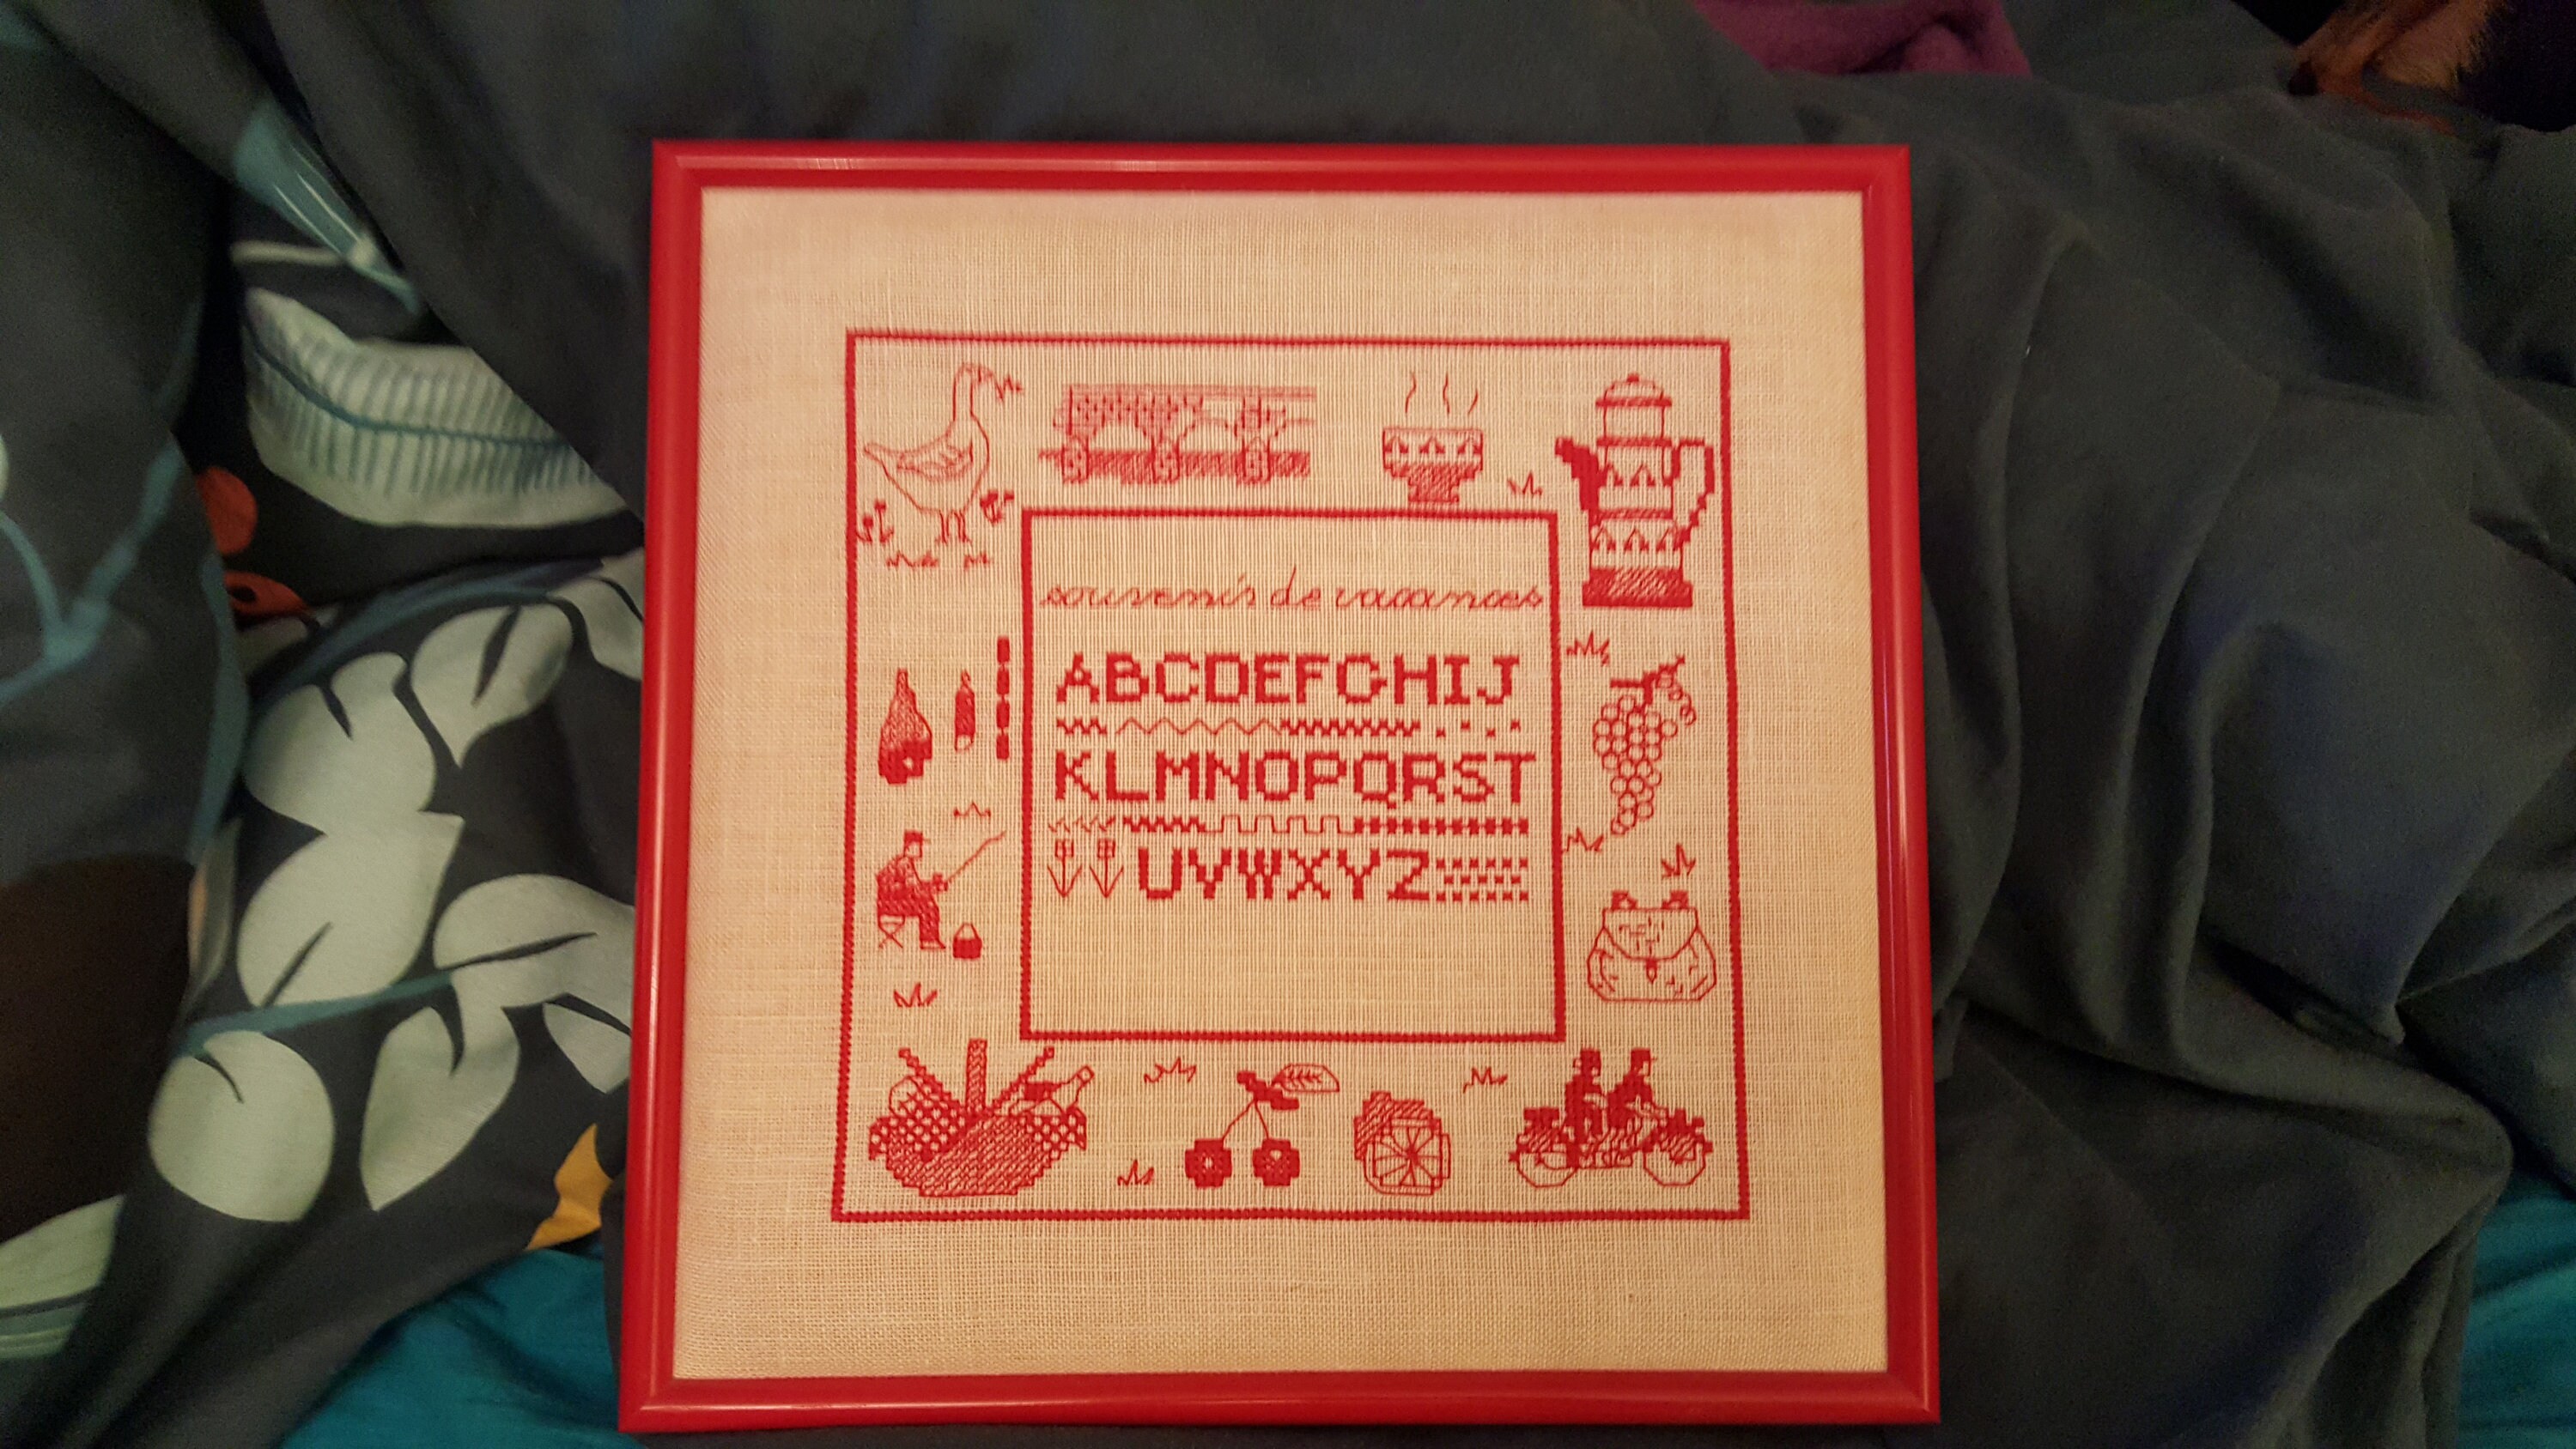 souvenirs de vacances
ABCDEFGHIJ
KLMNOPQRST
UVWXYZ